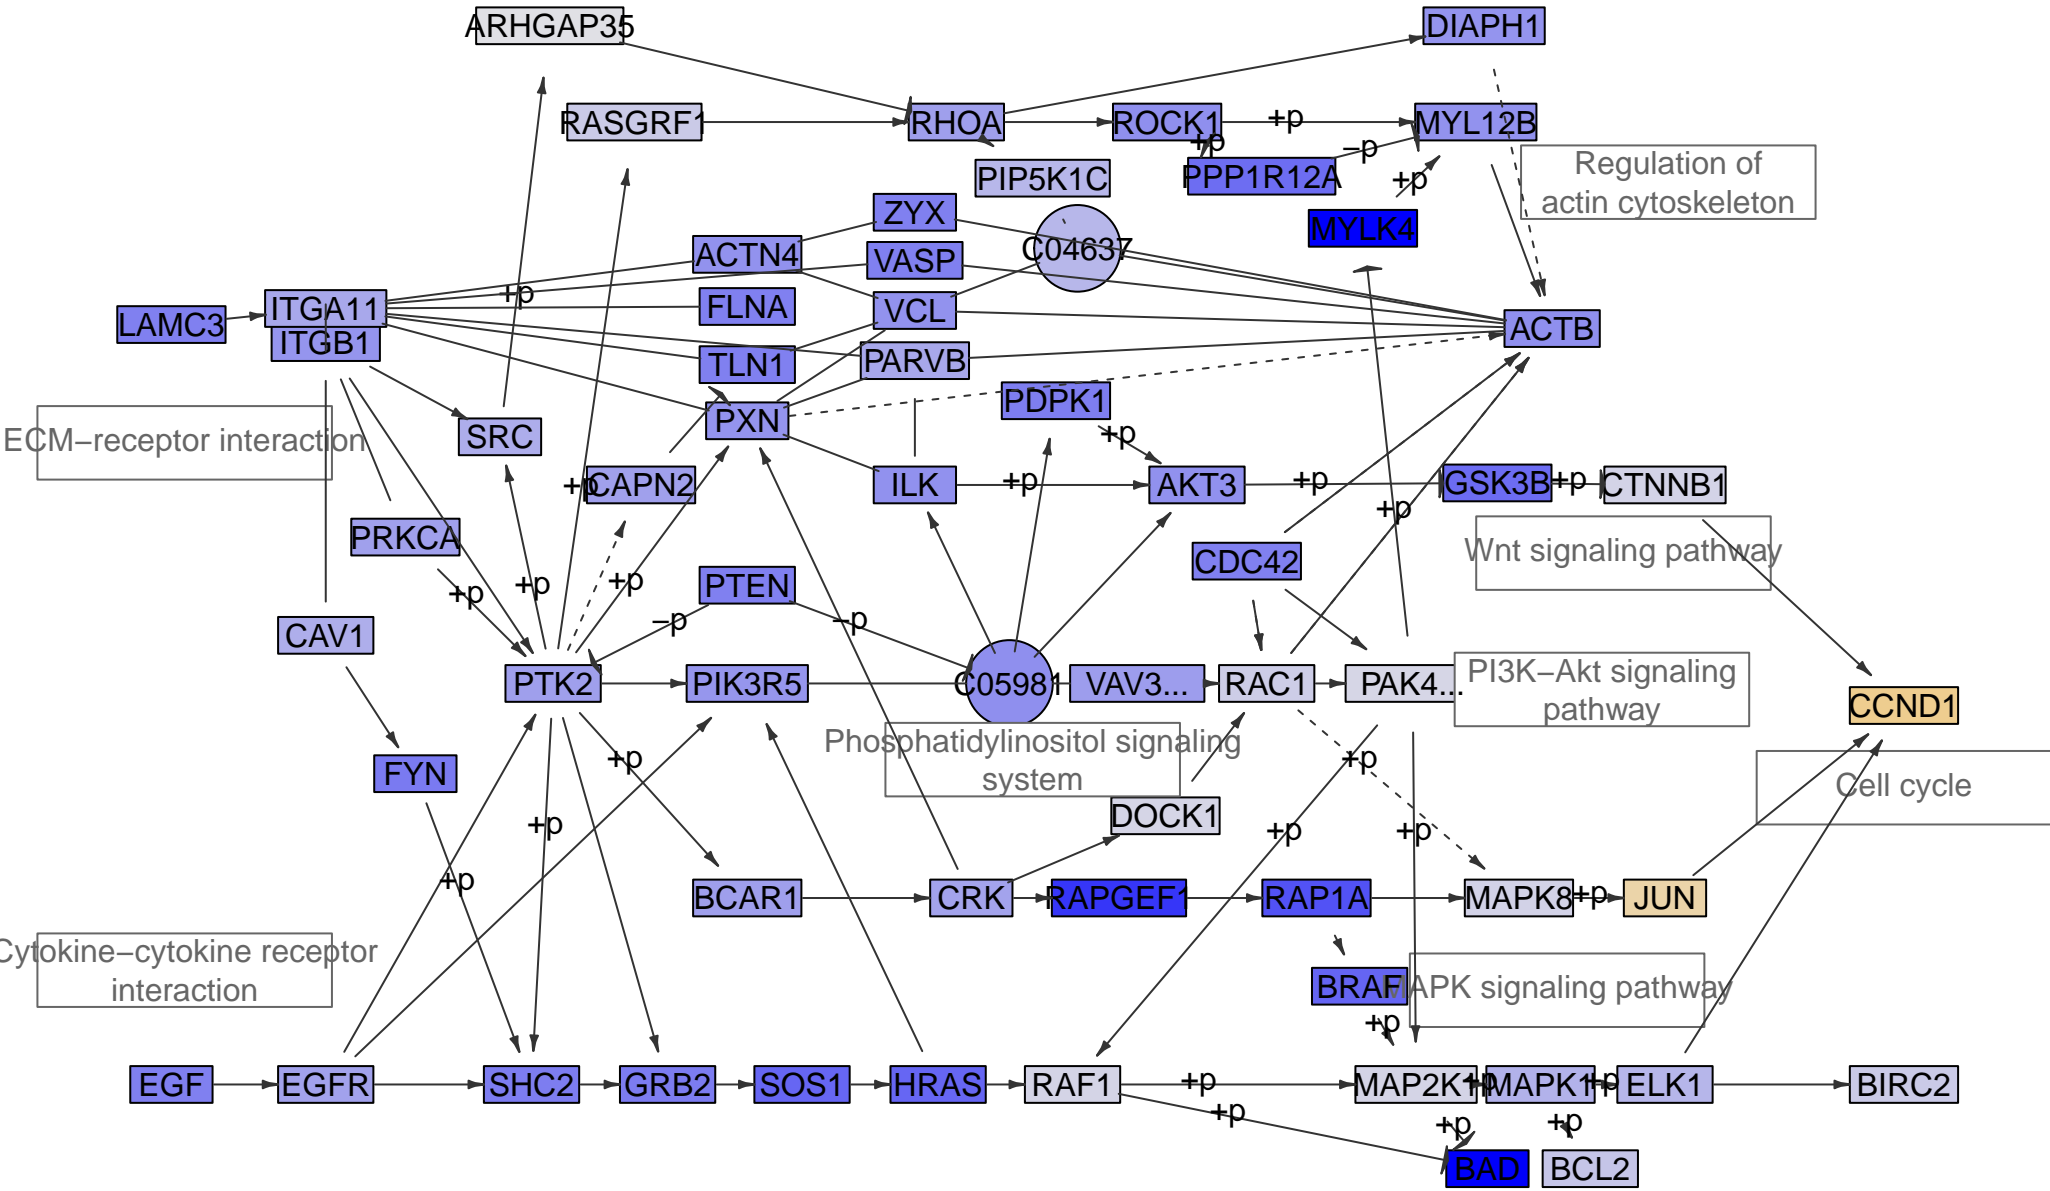 ARHGAP35
DIAPH1
RASGRF1
RHOA
ROCK1
+p
MYL12B
+p
−p
PIP5K1C
PPP1R12A
+p
Regulation of
actin cytoskeleton
ZYX
MYLK4
ACTN4
VASP
C04637
+p
LAMC3
ITGA11
FLNA
VCL
ACTB
ITGB1
TLN1
PARVB
PDPK1
ECM−receptor interaction
SRC
PXN
+p
+p
CAPN2
ILK
+p
AKT3
+p
GSK3B
+p
CTNNB1
+p
PRKCA
Wnt signaling pathway
CDC42
+p
+p
+p
PTEN
−p
−p
CAV1
PTK2
PIK3R5
C05981
VAV3...
RAC1
PAK4...
PI3K−Akt signaling
pathway
CCND1
Phosphatidylinositol signaling
system
+p
+p
FYN
Cell cycle
DOCK1
+p
+p
+p
+p
BCAR1
CRK
RAPGEF1
RAP1A
MAPK8
+p
JUN
Cytokine−cytokine receptor
interaction
BRAF
MAPK signaling pathway
+p
EGF
EGFR
SHC2
GRB2
SOS1
HRAS
RAF1
+p
MAP2K1
+p
MAPK1
+p
ELK1
BIRC2
+p
+p
+p
BAD
BCL2